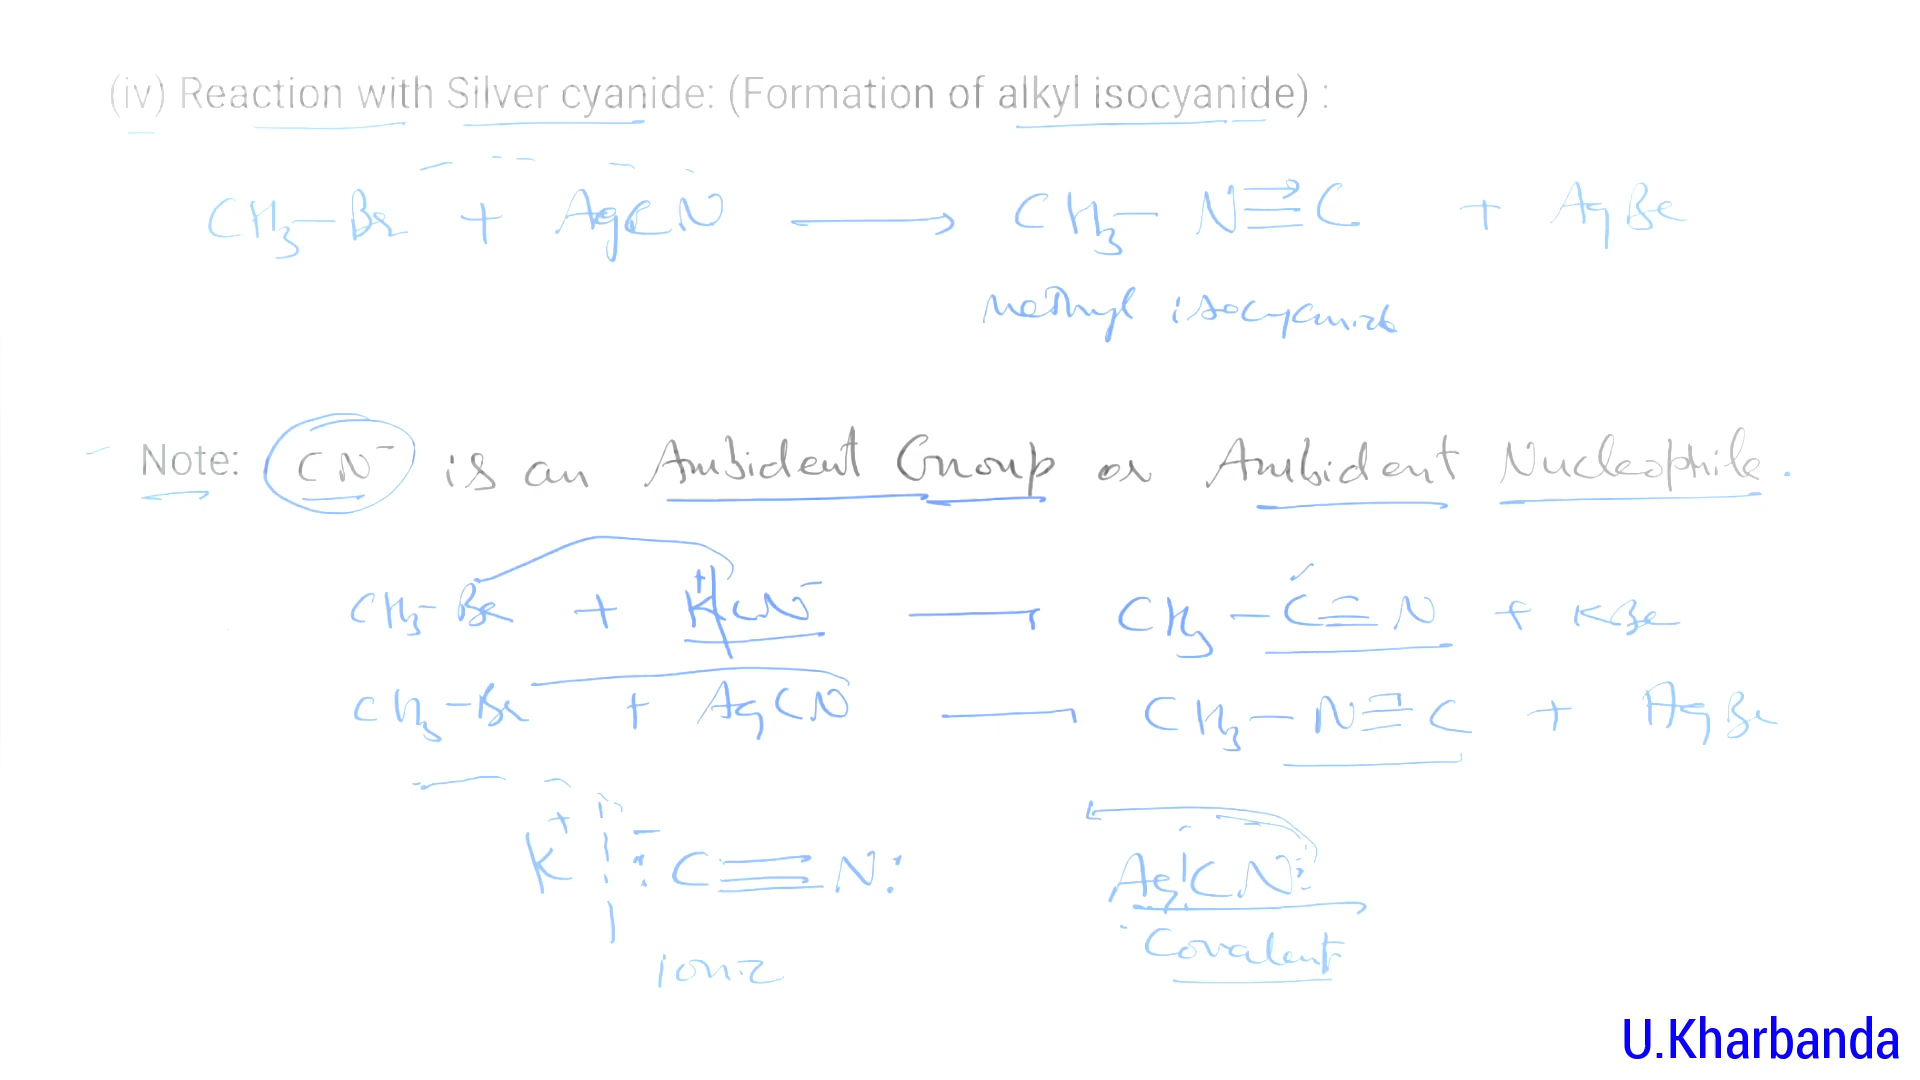 (iv) Reaction with Silver cyanide: (Formation of alkyl isocyanide) :
CH₃–Br + AgCN ⟶ CH₃–N≡C + AgBr
Methyl isocyanide
Note: CN⁻ is an Ambident Group or Ambident Nucleophile.
CH₃–Br + K⁺CN⁻ ⟶ CH₃–C≡N + KBr
CH₃–Br + AgCN ⟶ CH₃–N≡C + AgBr
K⁺ :⁻C≡N: AgCN:
ionic Covalent
U.Kharbanda